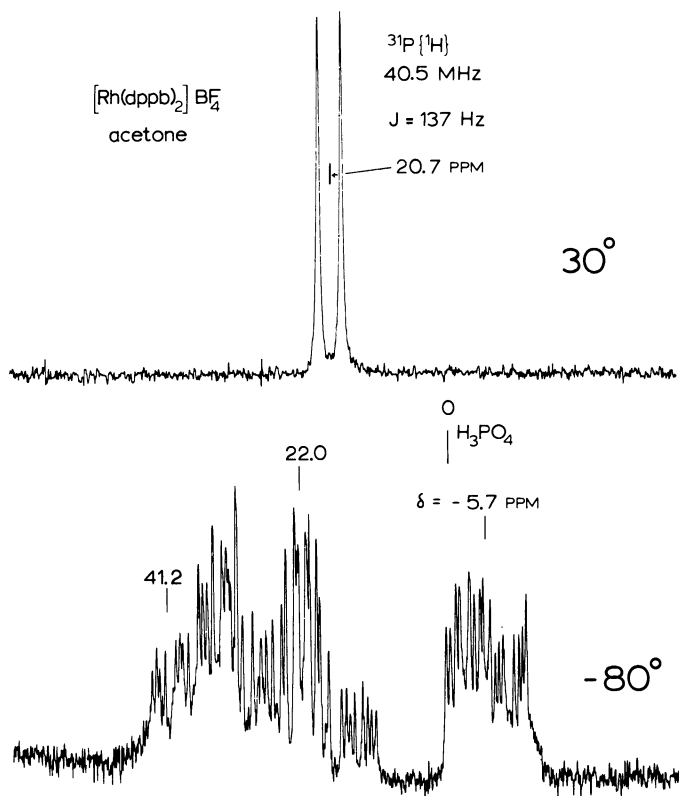 ³¹P{¹H}
40.5 MHz
[Rh(dppb)₂] BF₄
acetone
J = 137 Hz
20.7 PPM
30°
0
H₃PO₄
22.0
δ = - 5.7 PPM
41.2
-80°